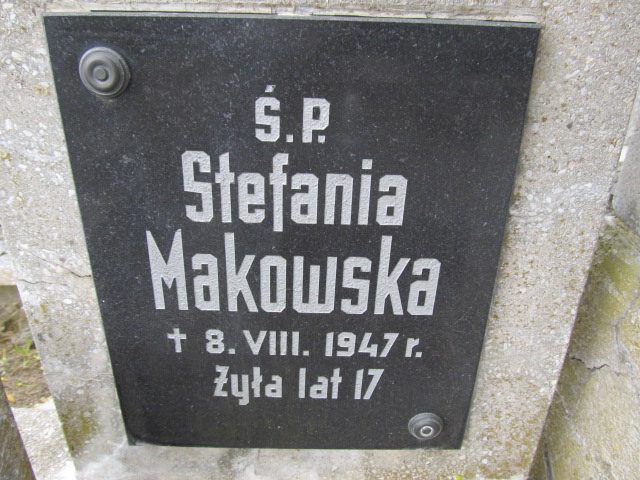 Ś.P.
Stefania
Makowska
† 8. VIII. 1947 r.
Żyła lat 17